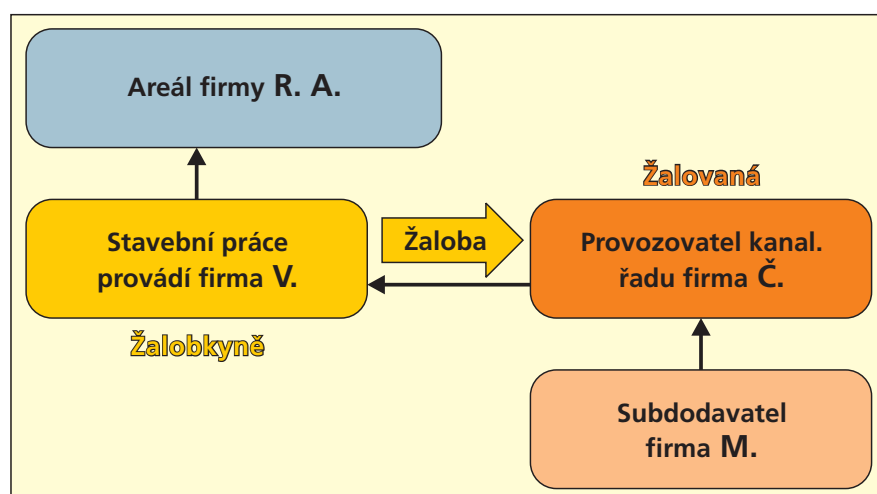 Areál firmy R. A.
Žalovaná
Stavební práce
provádí firma V.
Žaloba
Provozovatel kanal.
řadu firma Č.
Žalobkyně
Subdodavatel
firma M.